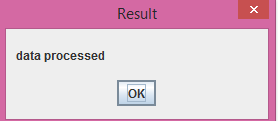 Result
data processed
OK